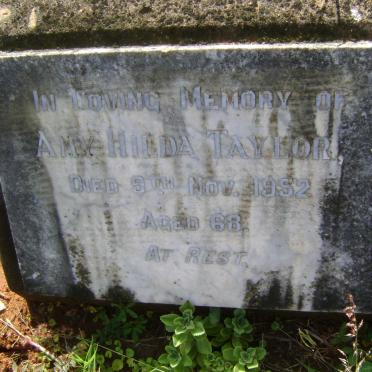 In Loving Memory of
Amy Hilda Taylor.
Died 9th Nov. 1952
Aged 68.
At Rest.